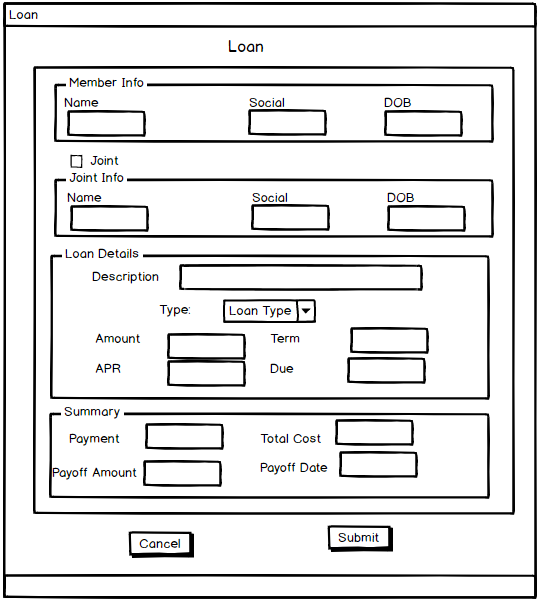 Loan
Loan
Member Info
Name Social DOB
Joint
Joint Info
Name Social DOB
Loan Details
Description
Type: Loan Type
Amount Term
APR Due
Summary
Payment Total Cost
Payoff Amount Payoff Date
Cancel Submit